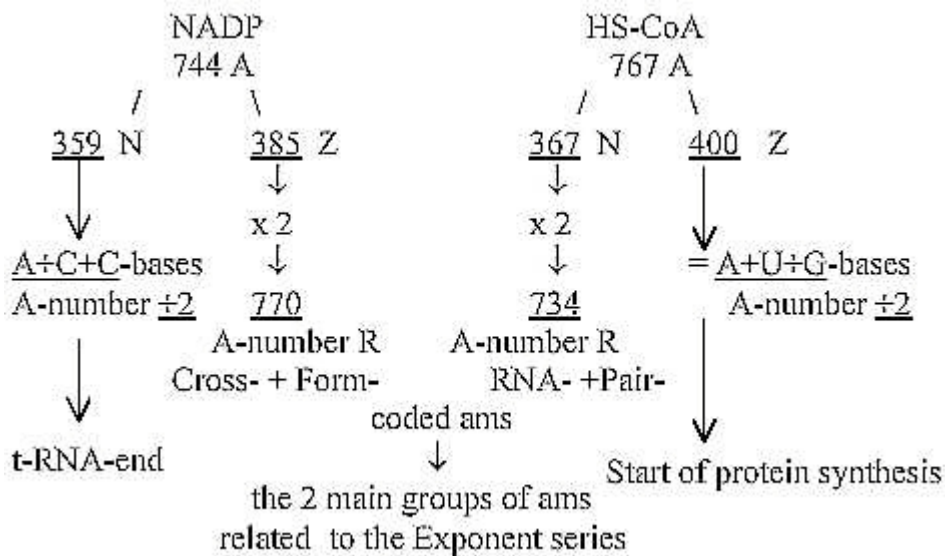 NADP HS-CoA
744 A 767 A
/ \ / \
359 N 385 Z 367 N 400 Z
↓ ↓ ↓ ↓
x 2 x 2
↓ ↓
A÷C+C-bases = A+U÷G-bases
A-number ÷2 770 734 A-number ÷2
A-number R A-number R
Cross- + Form- RNA- +Pair-
coded ams
↓ ↓ ↓
t-RNA-end Start of protein synthesis
the 2 main groups of ams
related to the Exponent series